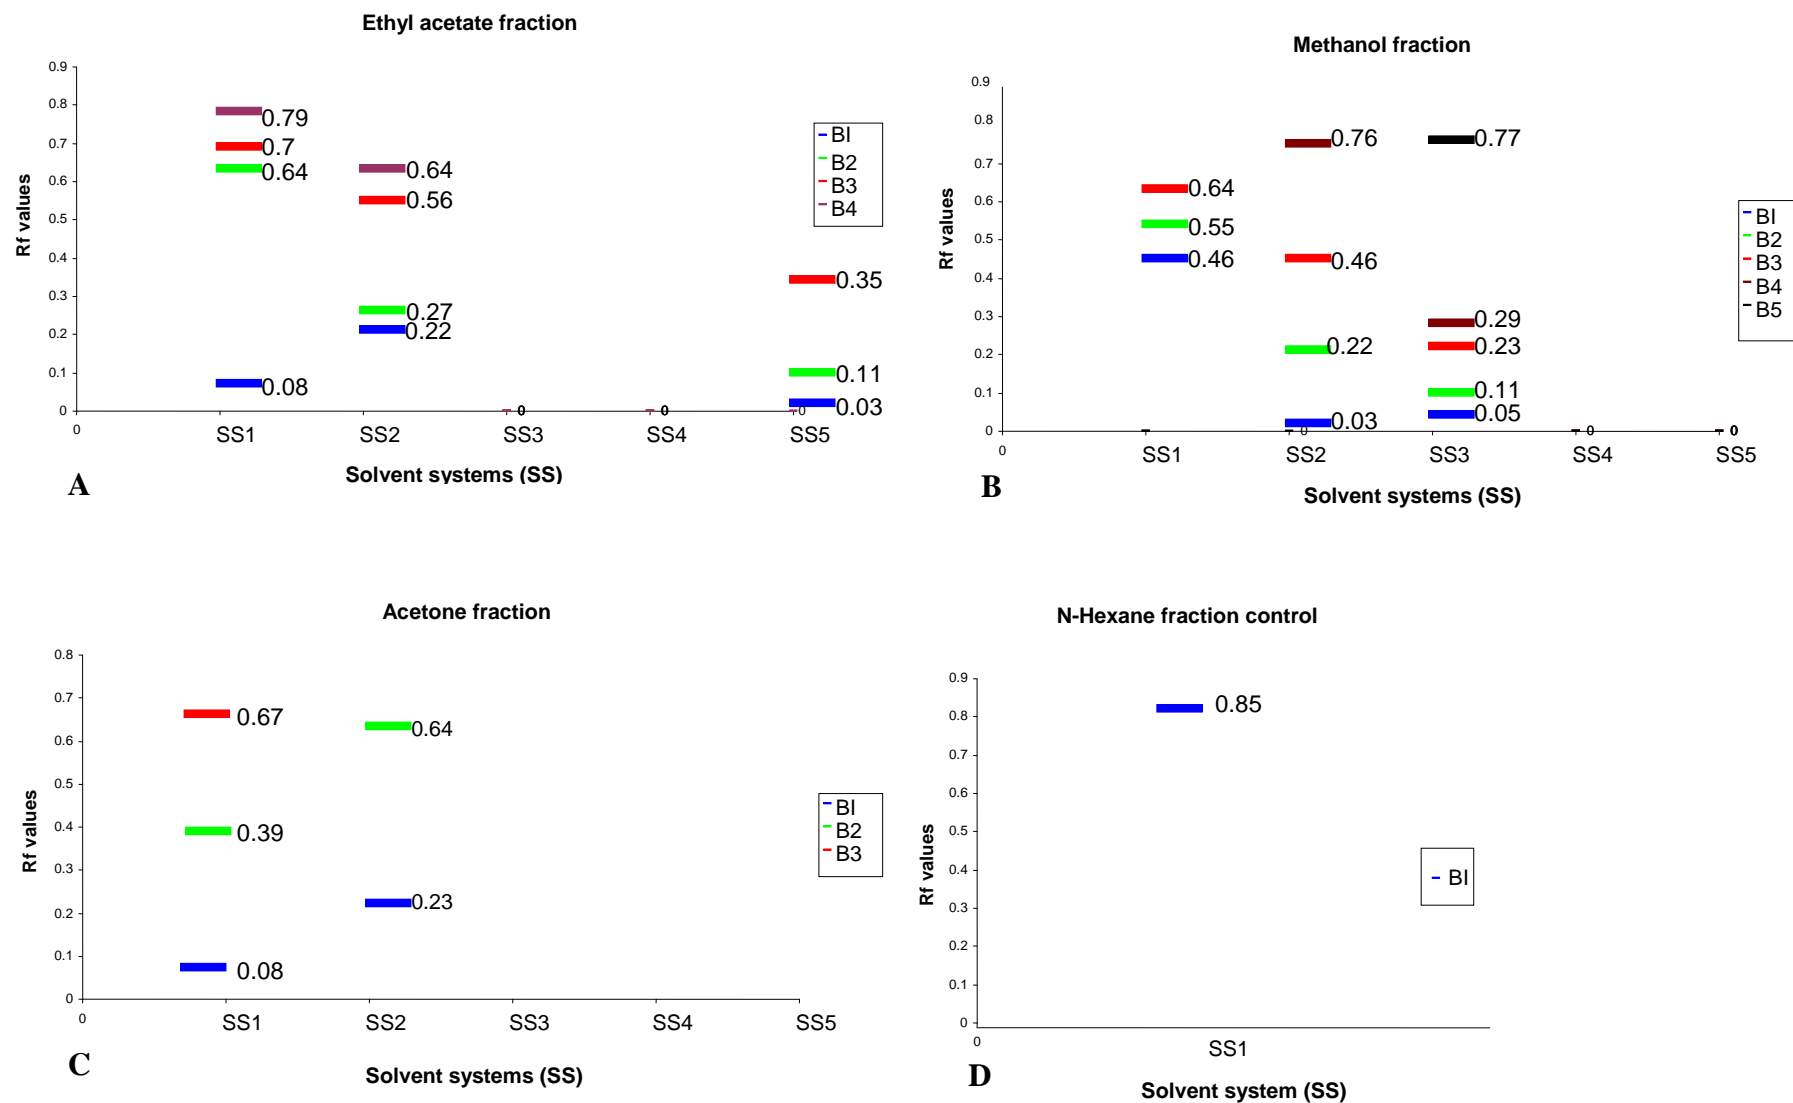 Ethyl acetate fraction
0.9
0.8
0.7
0.6
0.5
0.4
0.3
0.2
0.1
0
Rf values
0.79
0.7
0.64
0.08
0.64
0.56
0.27
0.22
0
0
0.35
0.11
0.03
0
BI
B2
B3
B4
0 SS1 SS2 SS3 SS4 SS5
Solvent systems (SS)
A
Methanol fraction
0.9
0.8
0.7
0.6
0.5
0.4
0.3
0.2
0.1
0
Rf values
0.64
0.55
0.46
0.76
0.46
0.22
0.03
0
0.77
0.29
0.23
0.11
0.05
0
0
BI
B2
B3
B4
B5
0 SS1 SS2 SS3 SS4 SS5
Solvent systems (SS)
B
Acetone fraction
0.8
0.7
0.6
0.5
0.4
0.3
0.2
0.1
0
Rf values
0.67
0.39
0.08
0.64
0.23
BI
B2
B3
0 SS1 SS2 SS3 SS4 SS5
Solvent systems (SS)
C
N-Hexane fraction control
0.9
0.8
0.7
0.6
0.5
0.4
0.3
0.2
0.1
0
Rf values
0.85
BI
0 SS1
Solvent system (SS)
D